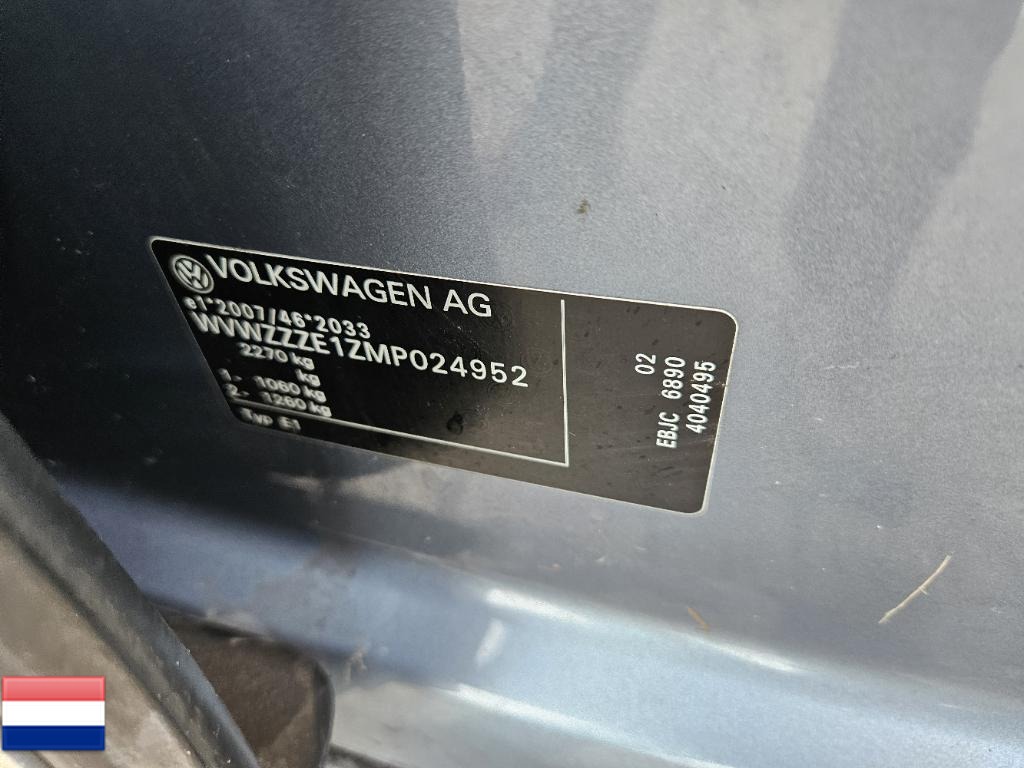 VOLKSWAGEN AG
e1*2007/46*2033
WVWZZZE1ZMP024952
2270 kg
kg
1.- 1060 kg
2.- 1260 kg
Typ E1
02
EBJC 6890
4040495